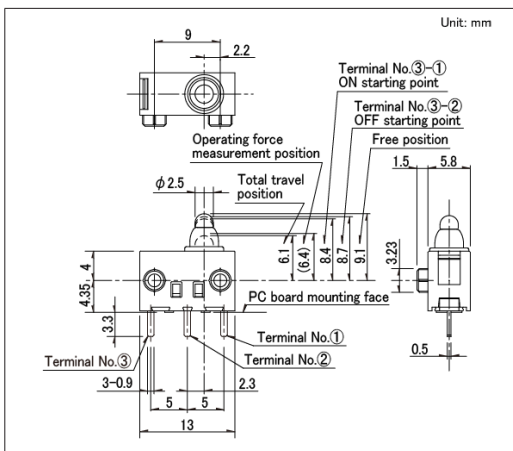 Unit: mm
9
2.2
Terminal No.③-①
ON starting point
Terminal No.③-②
OFF starting point
Operating force
measurement position
Free position
φ2.5
Total travel
position
1.5
5.8
6.1
(6.4)
8.4
8.7
9.1
3.23
4
4.35
3.3
PC board mounting face
Terminal No.①
Terminal No.③
Terminal No.②
0.5
3-0.9
2.3
5
5
13